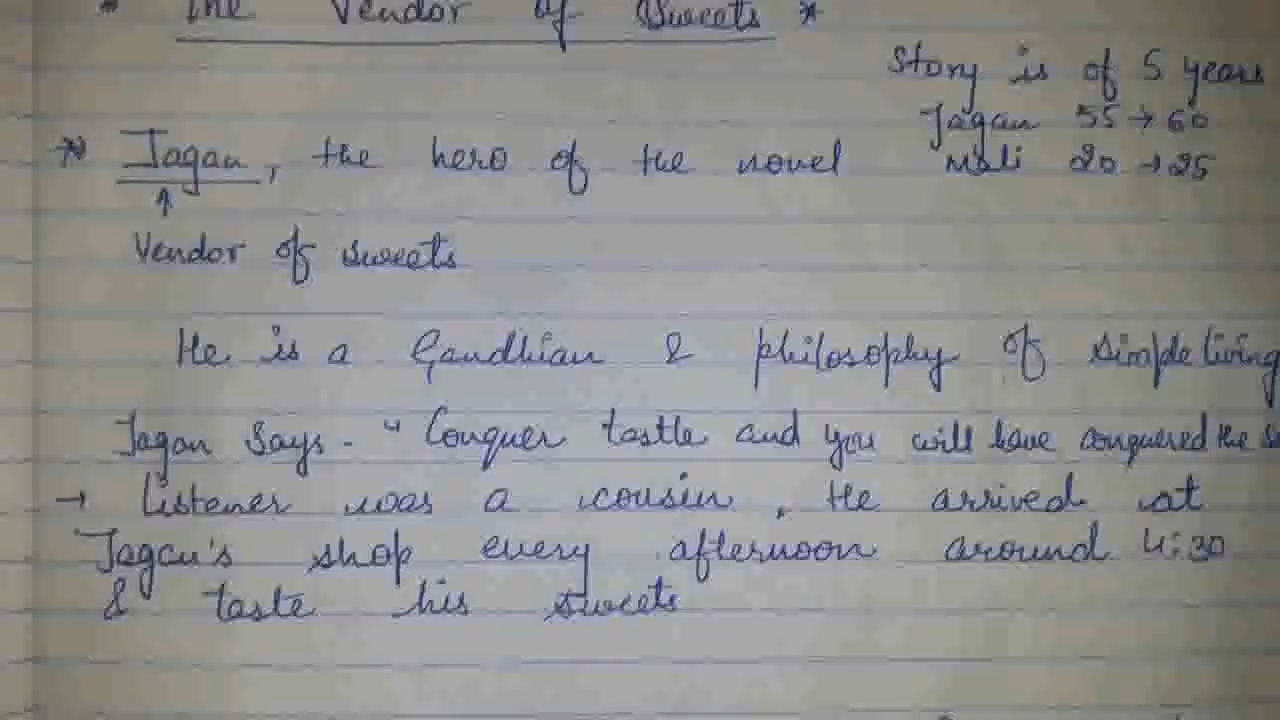 * The Vendor of Sweets *
Story is of 5 years
Jagan 55 → 60
Mali 20 → 25
* Jagan, the hero of the novel
↑
Vendor of sweets
He is a Gandhian & philosophy of simple living
Jagan Says - " Conquer tastle and you will have conquered the
→ Listener was a cousin, He arrived at
Jagan's shop every afternoon around 4:30
& taste his sweets